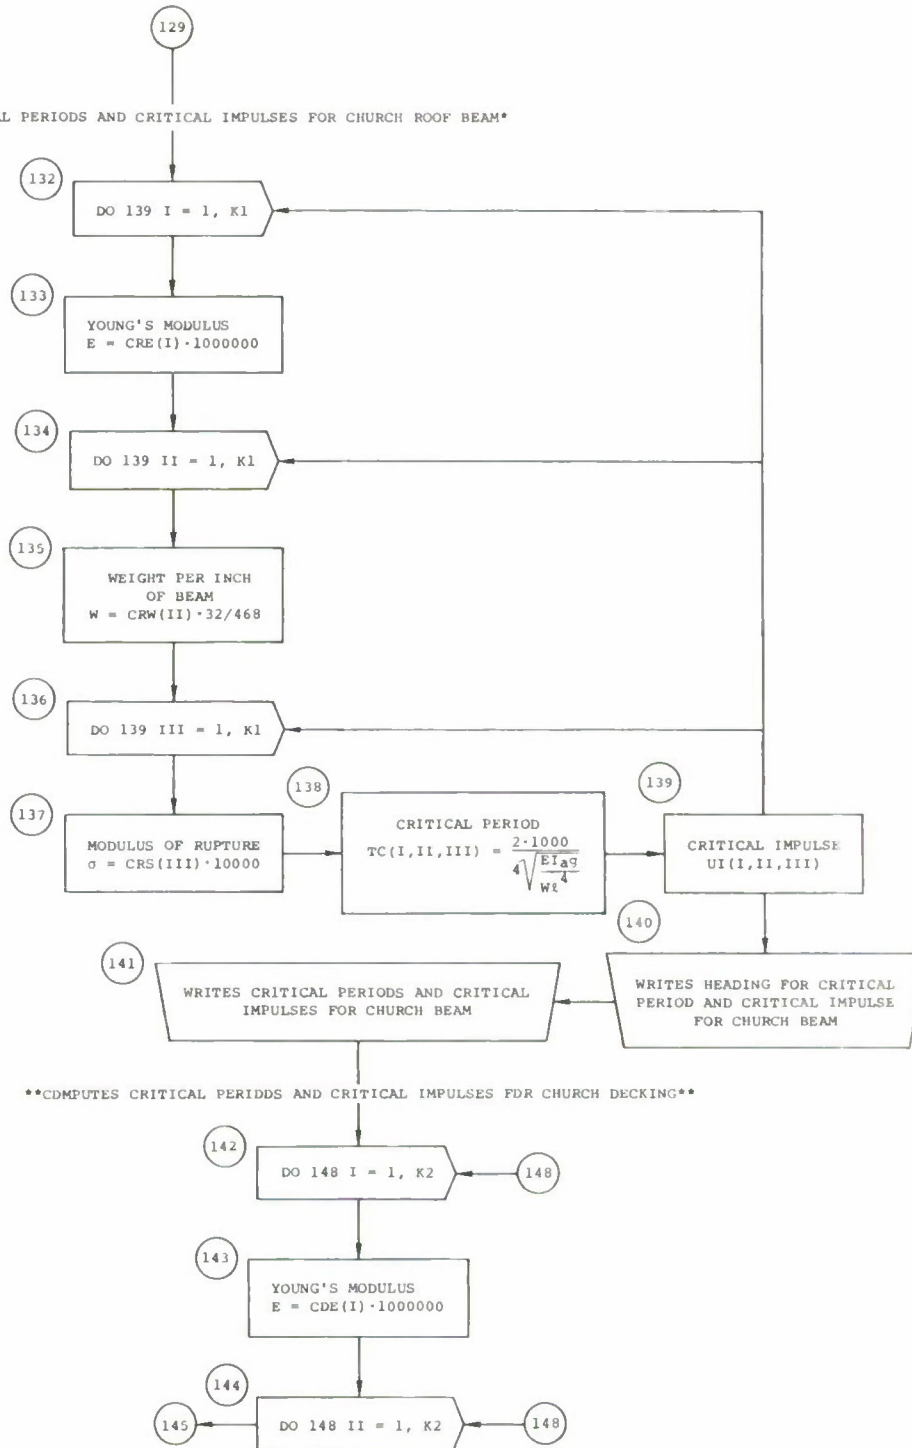 129
L PERIODS AND CRITICAL IMPULSES FOR CHURCH ROOF BEAM*
132
DO 139 I = 1, K1
133
YOUNG'S MODULUS
E = CRE(I)·1000000
134
DO 139 II = 1, K1
135
WEIGHT PER INCH
OF BEAM
W = CRW(II)·32/468
136
DO 139 III = 1, K1
137
MODULUS OF RUPTURE
σ = CRS(III)·10000
138
CRITICAL PERIOD
TC(I,II,III) = 2·1000 / 4√(EIag / Wℓ^4)
139
CRITICAL IMPULSE
UI(I,II,III)
140
WRITES HEADING FOR CRITICAL
PERIOD AND CRITICAL IMPULSE
FOR CHURCH BEAM
141
WRITES CRITICAL PERIODS AND CRITICAL
IMPULSES FOR CHURCH BEAM
**CDMPUTES CRITICAL PERIDDS AND CRITICAL IMPULSES FDR CHURCH DECKING**
142
DO 148 I = 1, K2
148
143
YOUNG'S MODULUS
E = CDE(I)·1000000
144
145
DO 148 II = 1, K2
148